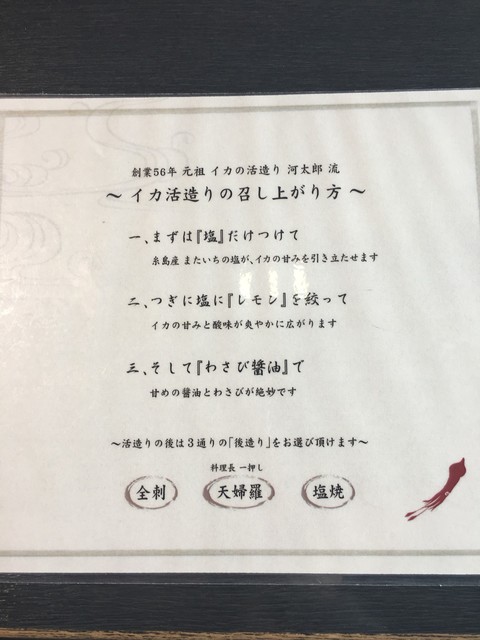 創業56年 元祖 イカの活造り 河太郎 流
～ イカ活造りの召し上がり方 ～
一、まずは『塩』だけつけて
糸島産 またいちの塩が、イカの甘みを引き立たせます
二、つぎに塩に『レモン』を絞って
イカの甘みと酸味が爽やかに広がります
三、そして『わさび醤油』で
甘めの醤油とわさびが絶妙です
～活造りの後は３通りの「後造り」をお選び頂けます～
料理長 一押し
全刺 天婦羅 塩焼